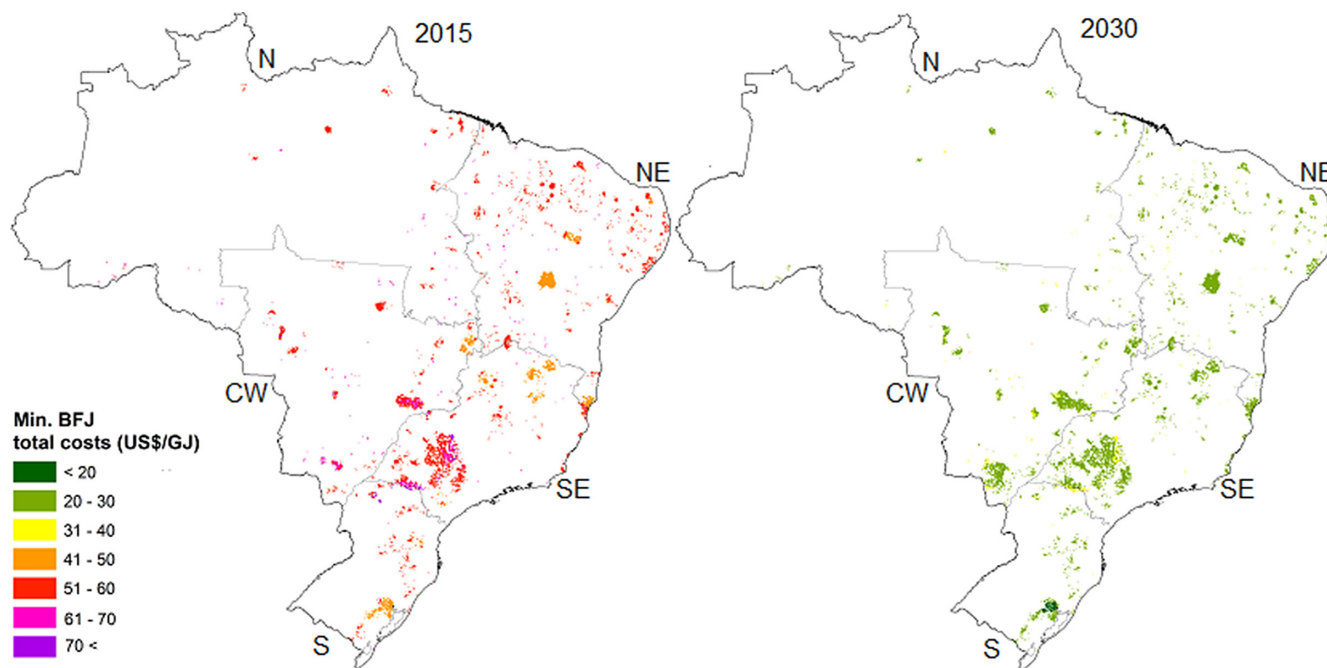 2015
N
NE
CW
SE
S
2030
N
NE
CW
SE
S
Min. BFJ
total costs (US$/GJ)
< 20
20 - 30
31 - 40
41 - 50
51 - 60
61 - 70
70 <